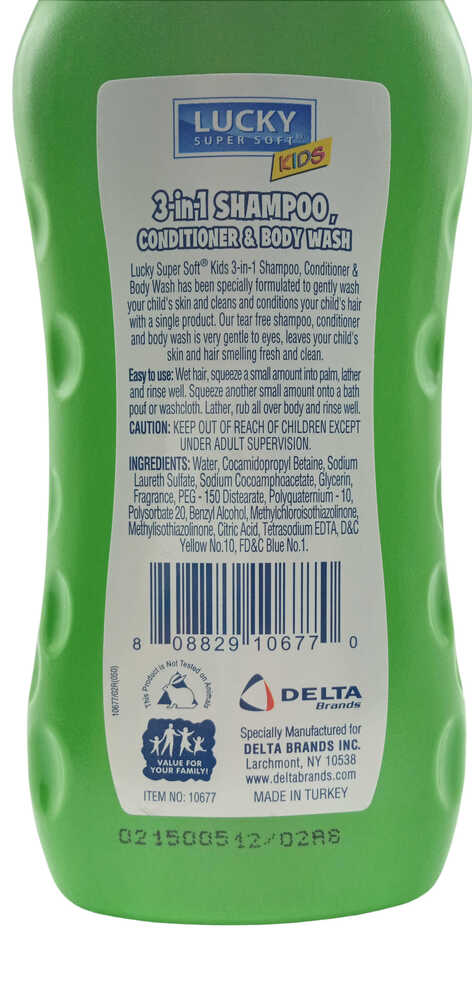 LUCKY
SUPER SOFT®
KIDS
3-in-1 SHAMPOO,
CONDITIONER & BODY WASH
Lucky Super Soft® Kids 3-in-1 Shampoo, Conditioner &
Body Wash has been specially formulated to gently wash
your child's skin and cleans and conditions your child's hair
with a single product. Our tear free shampoo, conditioner
and body wash is very gentle to eyes, leaves your child's
skin and hair smelling fresh and clean.
Easy to use: Wet hair, squeeze a small amount into palm, lather
and rinse well. Squeeze another small amount onto a bath
pouf or washcloth. Lather, rub all over body and rinse well.
CAUTION: KEEP OUT OF REACH OF CHILDREN EXCEPT
UNDER ADULT SUPERVISION.
INGREDIENTS: Water, Cocamidopropyl Betaine, Sodium
Laureth Sulfate, Sodium Cocoamphoacetate, Glycerin,
Fragrance, PEG - 150 Distearate, Polyquaternium - 10,
Polysorbate 20, Benzyl Alcohol, Methylchloroisothiazolinone,
Methylisothiazolinone, Citric Acid, Tetrasodium EDTA, D&C
Yellow No.10, FD&C Blue No.1.
8 08829 10677 0
10677/02R(050)
This Product is Not Tested on Animals
DELTA
Brands
VALUE FOR
YOUR FAMILY!
ITEM NO: 10677
Specially Manufactured for
DELTA BRANDS INC.
Larchmont, NY 10538
www.deltabrands.com
MADE IN TURKEY
021500512/0286